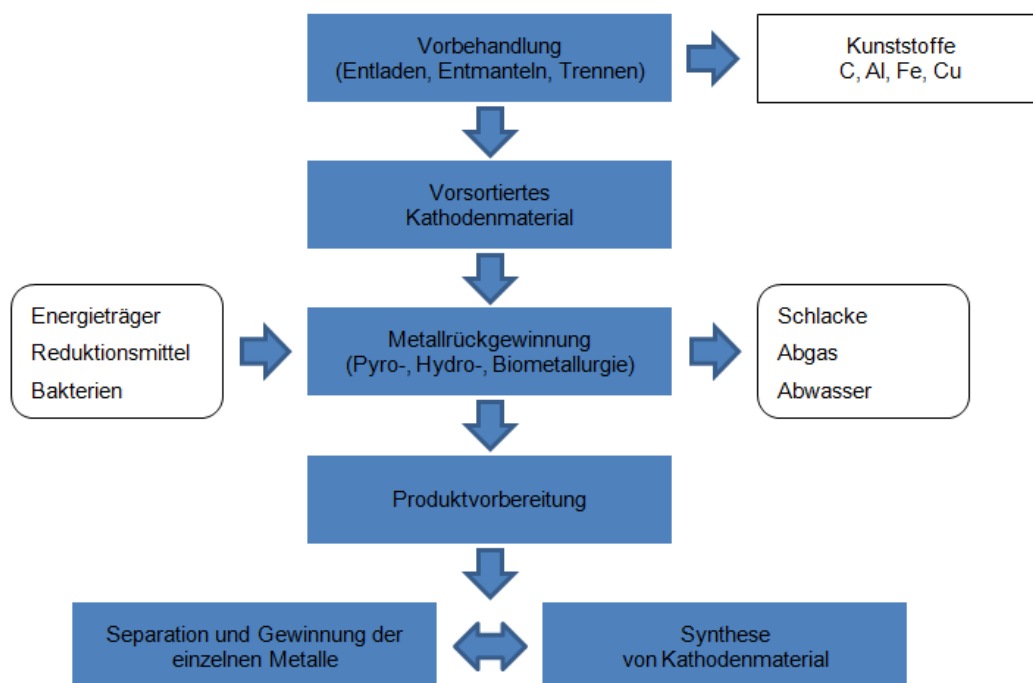 Vorbehandlung
(Entladen, Entmanteln, Trennen)
Kunststoffe
C, Al, Fe, Cu
Vorsortiertes
Kathodenmaterial
Energieträger
Reduktionsmittel
Bakterien
Metallrückgewinnung
(Pyro-, Hydro-, Biometallurgie)
Schlacke
Abgas
Abwasser
Produktvorbereitung
Separation und Gewinnung der
einzelnen Metalle
Synthese
von Kathodenmaterial